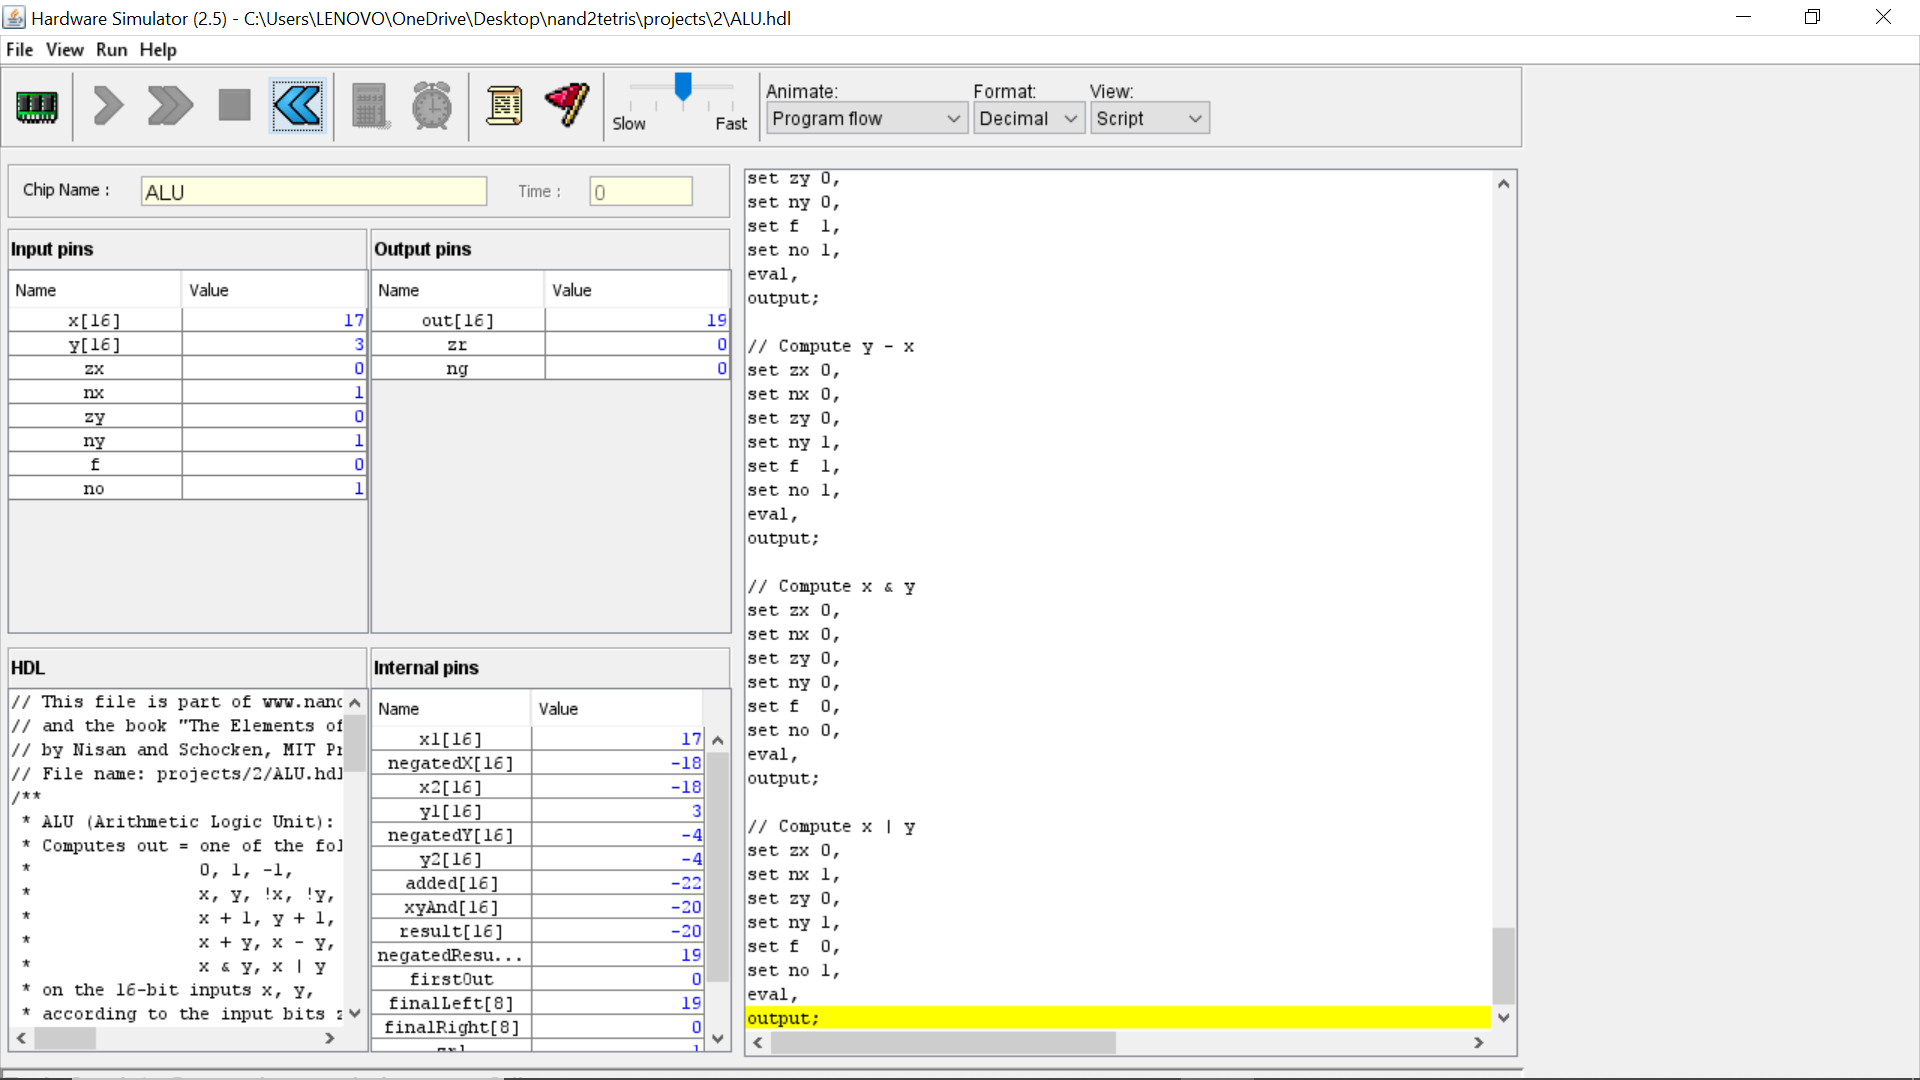 Hardware Simulator (2.5) - C:\Users\LENOVO\OneDrive\Desktop\nand2tetris\projects\2\ALU.hdl
File View Run Help
Slow Fast
Animate: Format: View:
Program flow Decimal Script
Chip Name : ALU Time : 0
Input pins
Name Value
x[16] 17
y[16] 3
zx 0
nx 1
zy 0
ny 1
f 0
no 1
Output pins
Name Value
out[16] 19
zr 0
ng 0
HDL
// This file is part of www.nanc
// and the book "The Elements of
// by Nisan and Schocken, MIT Pr
// File name: projects/2/ALU.hdl
/**
* ALU (Arithmetic Logic Unit):
* Computes out = one of the fol
* 0, 1, -1,
* x, y, !x, !y,
* x + 1, y + 1,
* x + y, x - y,
* x & y, x | y
* on the 16-bit inputs x, y,
* according to the input bits z
Internal pins
Name Value
x1[16] 17
negatedX[16] -18
x2[16] -18
y1[16] 3
negatedY[16] -4
y2[16] -4
added[16] -22
xyAnd[16] -20
result[16] -20
negatedResu... 19
firstOut 0
finalLeft[8] 19
finalRight[8] 0
zr1 1
set zy 0,
set ny 0,
set f 1,
set no 1,
eval,
output;
// Compute y - x
set zx 0,
set nx 0,
set zy 0,
set ny 1,
set f 1,
set no 1,
eval,
output;
// Compute x & y
set zx 0,
set nx 0,
set zy 0,
set ny 0,
set f 0,
set no 0,
eval,
output;
// Compute x | y
set zx 0,
set nx 1,
set zy 0,
set ny 1,
set f 0,
set no 1,
eval,
output;